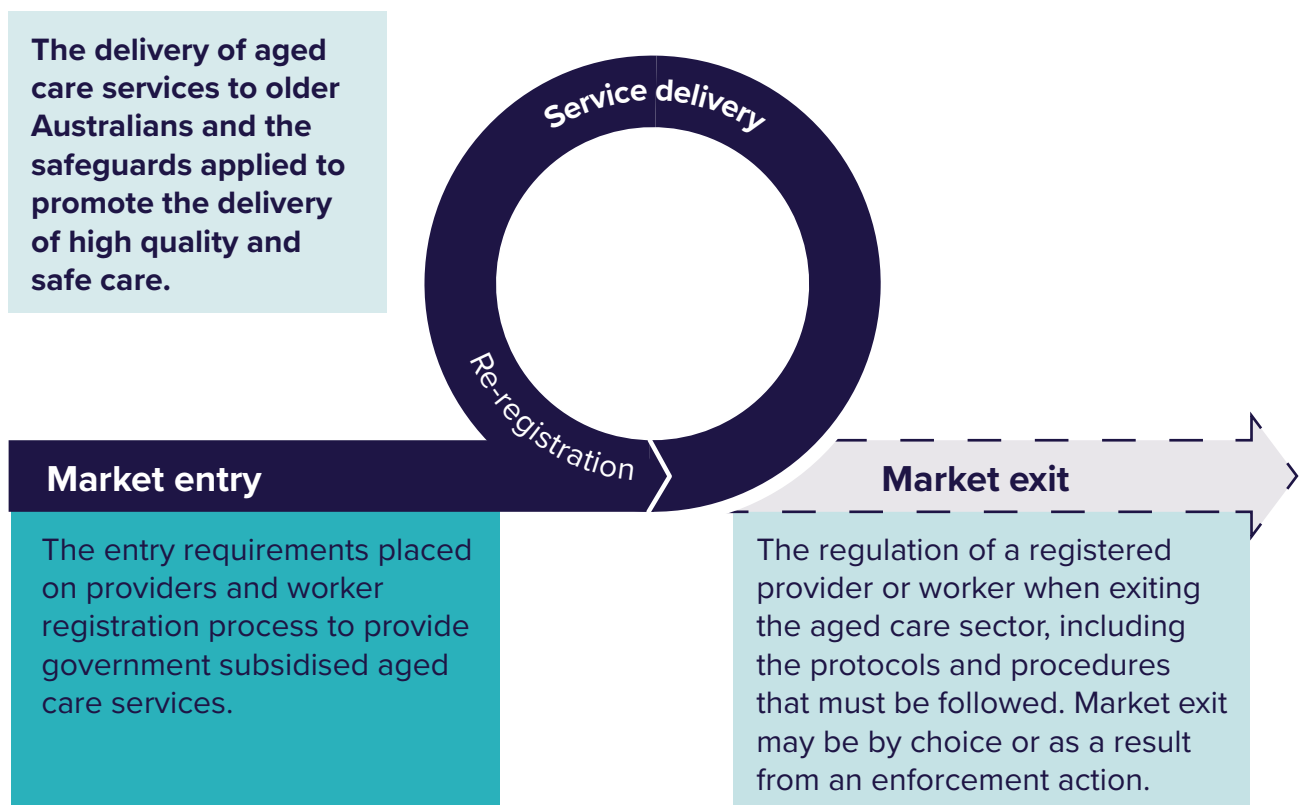 The delivery of aged
care services to older
Australians and the
safeguards applied to
promote the delivery
of high quality and
safe care.
Service delivery
Re-registration
Market entry
The entry requirements placed
on providers and worker
registration process to provide
government subsidised aged
care services.
Market exit
The regulation of a registered
provider or worker when exiting
the aged care sector, including
the protocols and procedures
that must be followed. Market exit
may be by choice or as a result
from an enforcement action.